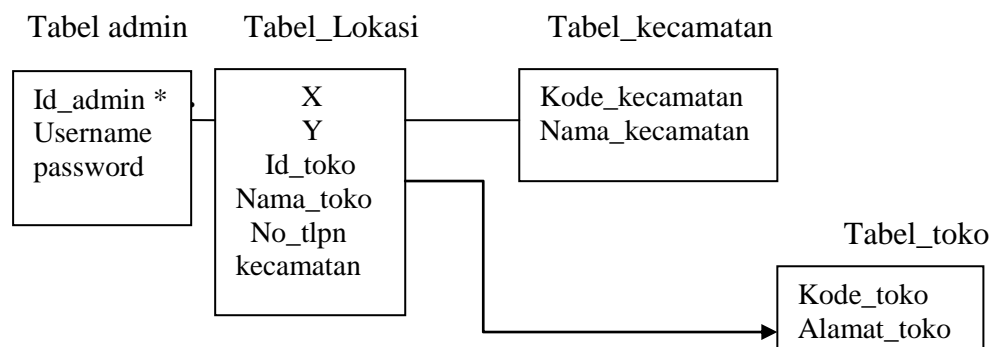 Tabel admin
Id_admin *
Username
password
Tabel_Lokasi
X
Y
Id_toko
Nama_toko
No_tlpn
kecamatan
Tabel_kecamatan
Kode_kecamatan
Nama_kecamatan
Tabel_toko
Kode_toko
Alamat_toko